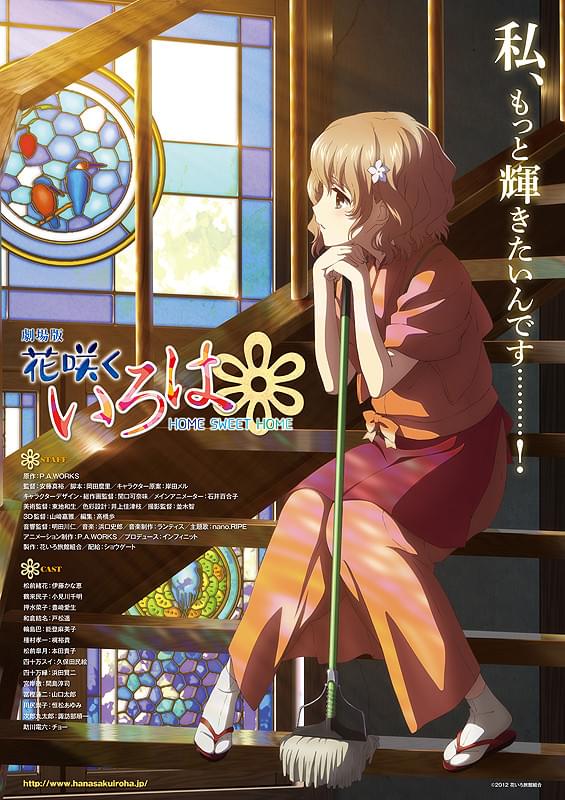 私、もっと輝きたいんです………!
劇場版
花咲く
いろは
HOME SWEET HOME
STAFF
原作：P.A.WORKS
監督：安藤真裕／脚本：岡田麿里／キャラクター原案：岸田メル
キャラクターデザイン・総作画監督：関口可奈味／メインアニメーター：石井百合子
美術監督：東地和生／色彩設計：井上佳津枝／撮影監督：並木智
3D監督：山崎嘉雅／編集：高橋歩
音響監督：明田川仁／音楽：浜口史郎／音楽制作：ランティス／主題歌：nano.RIPE
アニメーション制作：P.A.WORKS／プロデュース：インフィニット
製作：花いろ旅館組合／配給：ショウゲート
CAST
松前緒花：伊藤かな恵
鶴来民子：小見川千明
押水菜子：豊崎愛生
和倉結名：戸松遥
輪島巴：能登麻美子
種村孝一：梶裕貴
松前皐月：本田貴子
四十万スイ：久保田民絵
四十万縁：浜田賢二
宮岸徹：間島淳司
富樫蓮二：山口太郎
川尻崇子：恒松あゆみ
次郎丸太郎：諏訪部順一
助川電六：チョー
http://www.hanasakuiroha.jp/
©2012 花いろ旅館組合